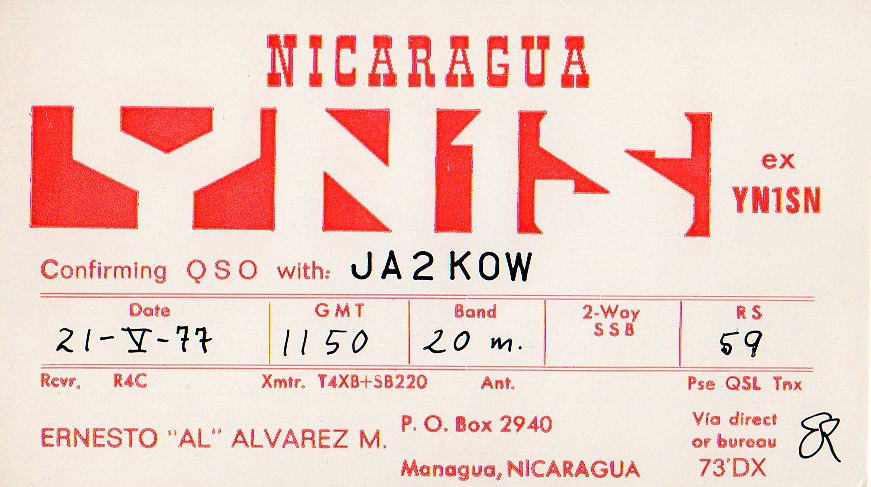 NICARAGUA
YN1S
ex
YN1SN
Confirming QSO with: JA2KOW
Date GMT Band 2-Way SSB RS
21-V-77 1150 20 m. 59
Rcvr. R4C Xmtr. T4XB+SB220 Ant. Pse QSL Tnx
ERNESTO "AL" ALVAREZ M.
P. O. Box 2940
Managua, NICARAGUA
Vía direct
or bureau
73'DX